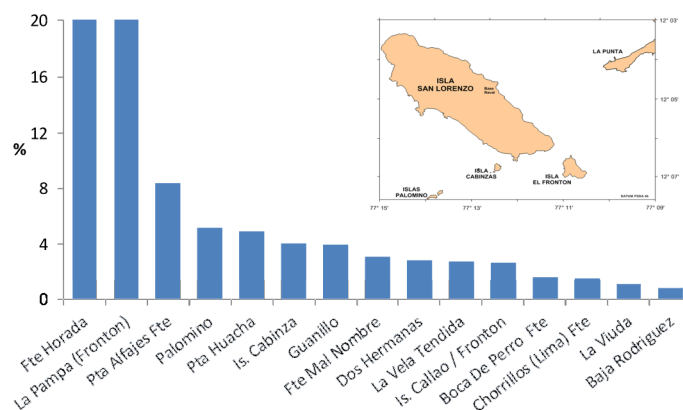 20
16
12
8
4
0
%
Fte Horada
La Pampa (Fronton)
Pta Alfajes Fte
Palomino
Pta Huacha
Is. Cabinza
Guanillo
Fte Mal Nombre
Dos Hermanas
La Vela Tendida
Is. Callao / Fronton
Boca De Perro Fte
Chorrillos (Lima) Fte
La Viuda
Baja Rodriguez
12° 03'
LA PUNTA
ISLA
SAN LORENZO
Base
Naval
12° 05'
ISLA
CABINZAS
ISLA
EL FRONTON
12° 07'
ISLAS
PALOMINO
77° 15'
77° 13'
77° 11'
77° 09'